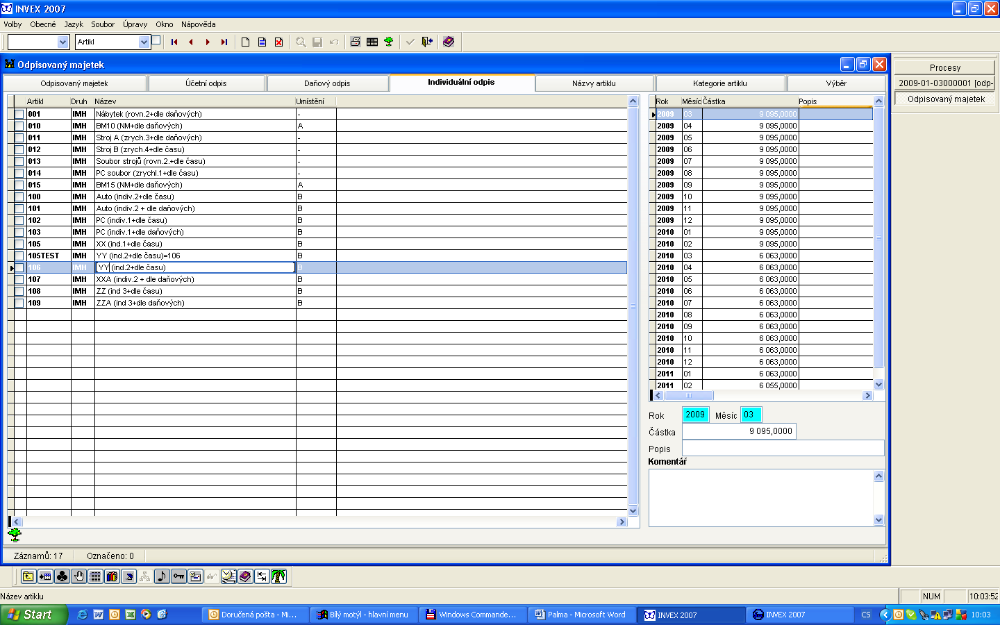 INVEX 2007
Volby Obecné Jazyk Soubor Úpravy Okno Nápověda
Artikl
Odpisovaný majetek
Procesy
2009-01-03000001 [odp-
Odpisovaný majetek
Odpisovaný majetek Účetní odpis Daňový odpis Individuální odpis Názvy artiklu Kategorie artiklu Výběr
Artikl Druh Název Umístění
001 IMH Nábytek (rovn.2+dle daňových) -
010 IMH BM10 (NM+dle daňových) A
011 IMH Stroj A (zrych.3+dle daňových) -
012 IMH Stroj B (zrych.4+dle času) -
013 IMH Soubor strojů (rovn.2.+dle času) -
014 IMH PC soubor (zrychl.1+dle času) -
015 IMH BM15 (NM+dle daňových) A
100 IMH Auto (indiv.2+dle času) B
101 IMH Auto (indiv.2 + dle daňových) B
102 IMH PC (indiv.1+dle času) B
103 IMH PC (indiv.1+dle daňových) B
105 IMH XX (ind.1+dle času) B
105TEST IMH YY (ind.2+dle času)=106 B
106 IMH YY (ind.2+dle času) B
107 IMH XXA (indiv.2 + dle daňových) B
108 IMH ZZ (ind 3+dle času) B
109 IMH ZZA (ind 3+dle daňových) B
Rok Měsíc Částka Popis
2009 03 9 095,0000
2009 04 9 095,0000
2009 05 9 095,0000
2009 06 9 095,0000
2009 07 9 095,0000
2009 08 9 095,0000
2009 09 9 095,0000
2009 10 9 095,0000
2009 11 9 095,0000
2009 12 9 095,0000
2010 01 9 095,0000
2010 02 9 095,0000
2010 03 6 063,0000
2010 04 6 063,0000
2010 05 6 063,0000
2010 06 6 063,0000
2010 07 6 063,0000
2010 08 6 063,0000
2010 09 6 063,0000
2010 10 6 063,0000
2010 11 6 063,0000
2010 12 6 063,0000
2011 01 6 063,0000
2011 02 6 055,0000
Rok 2009 Měsíc 03
Částka 9 095,0000
Popis
Komentář
Záznamů: 17 Označeno: 0
Název artiklu NUM 10:03:52
Start Doručená pošta - Mi... Bílý motýl - hlavní menu Windows Commande... Palma - Microsoft Word INVEX 2007 INVEX 2007 CS 10:03